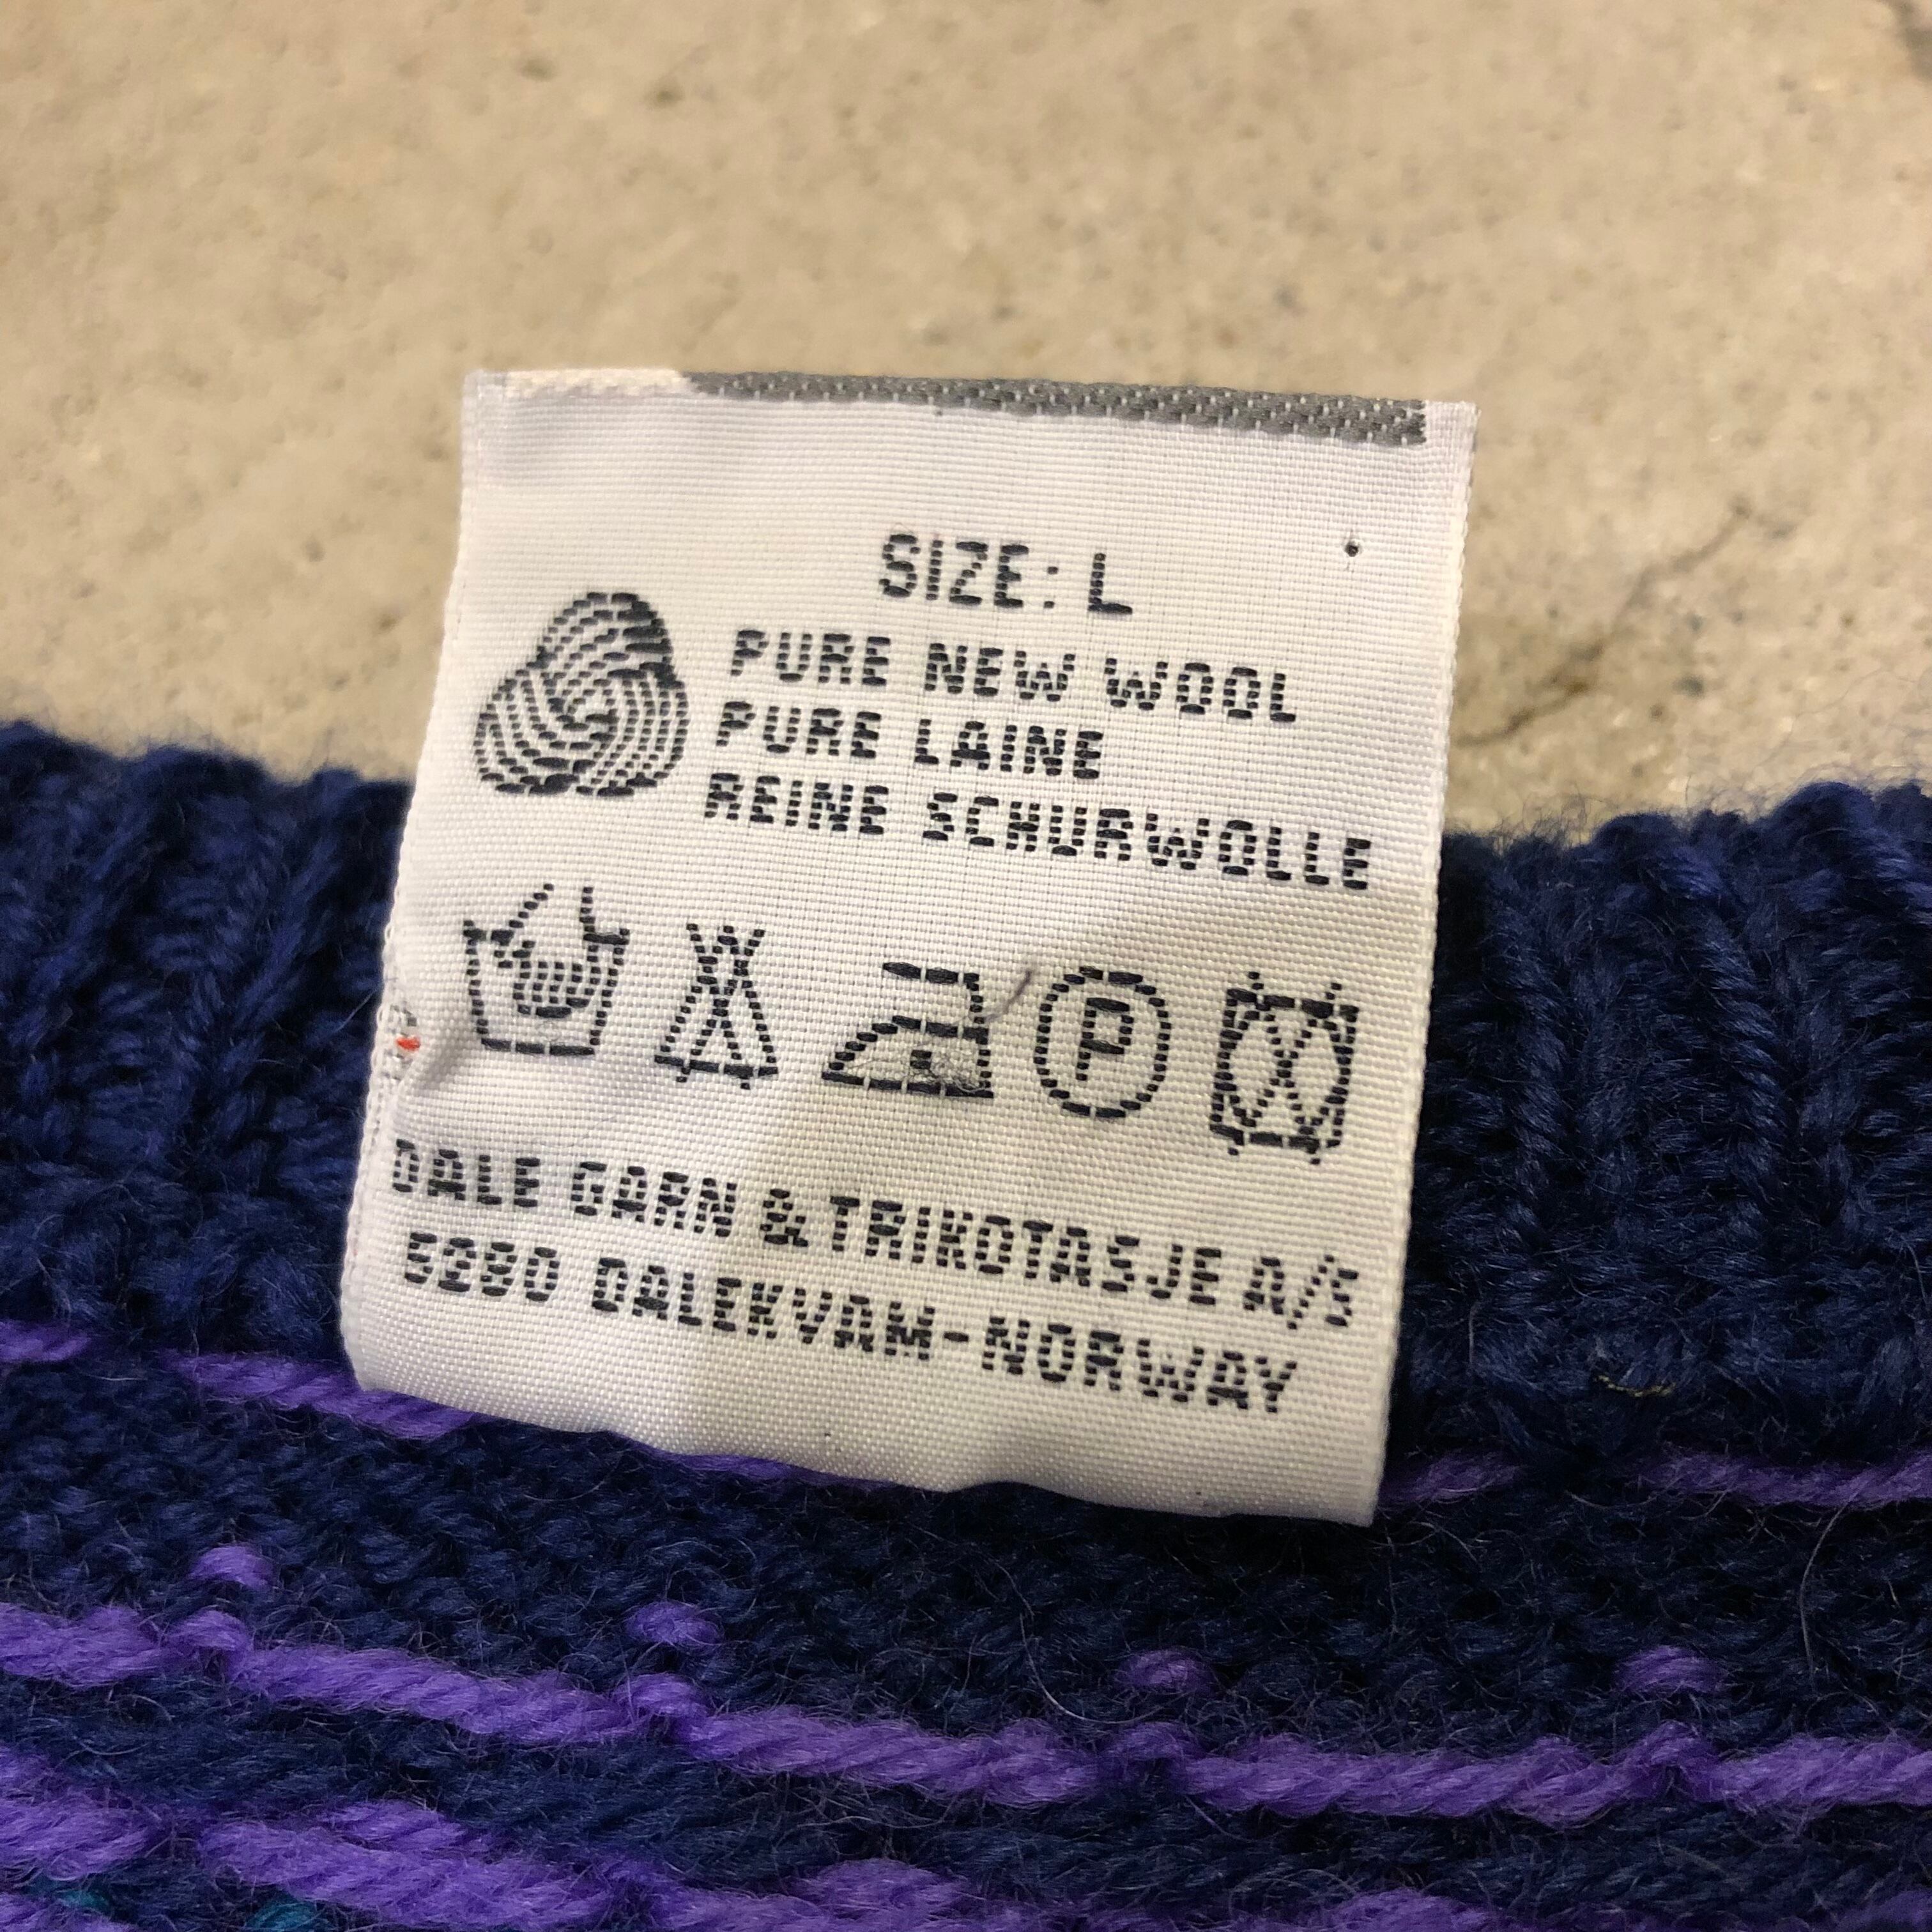 SIZE: L
PURE NEW WOOL
PURE LAINE
REINE SCHURWOLLE
P
DALE GARN & TRIKOTASJE A/S
5280 DALEKVAM-NORWAY